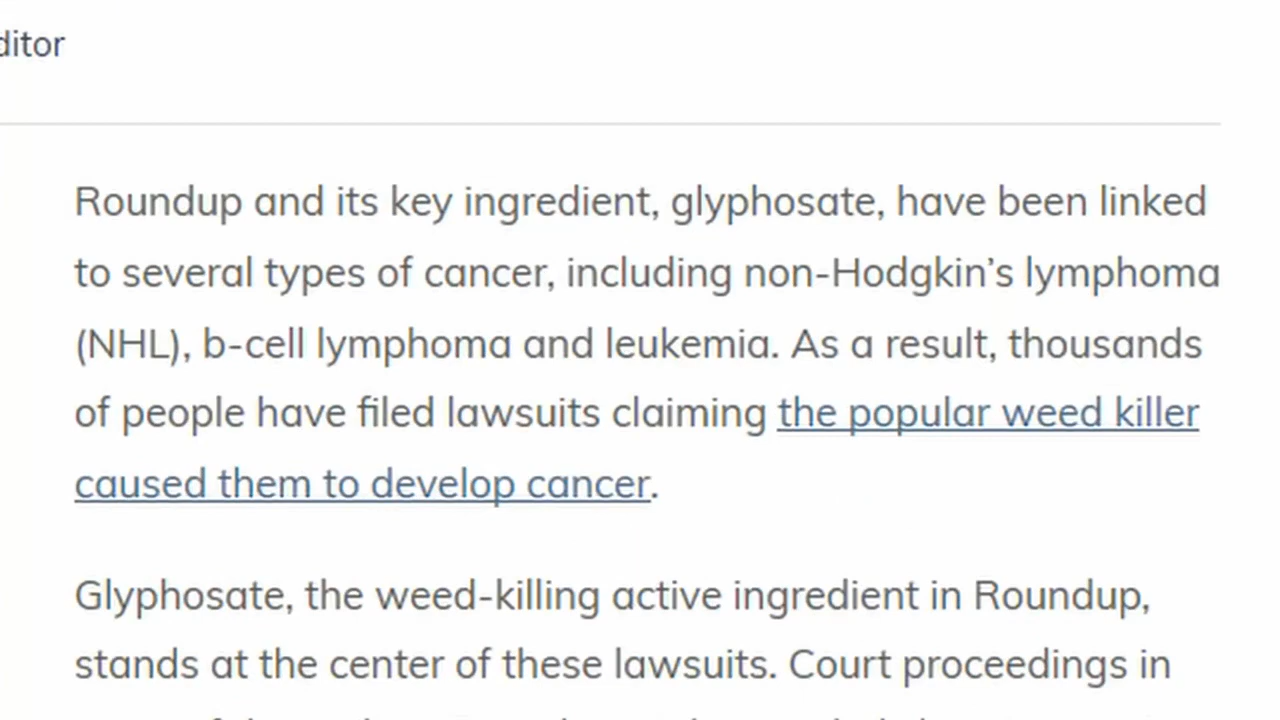 ditor
Roundup and its key ingredient, glyphosate, have been linked
to several types of cancer, including non-Hodgkin’s lymphoma
(NHL), b-cell lymphoma and leukemia. As a result, thousands
of people have filed lawsuits claiming the popular weed killer
caused them to develop cancer.
Glyphosate, the weed-killing active ingredient in Roundup,
stands at the center of these lawsuits. Court proceedings in